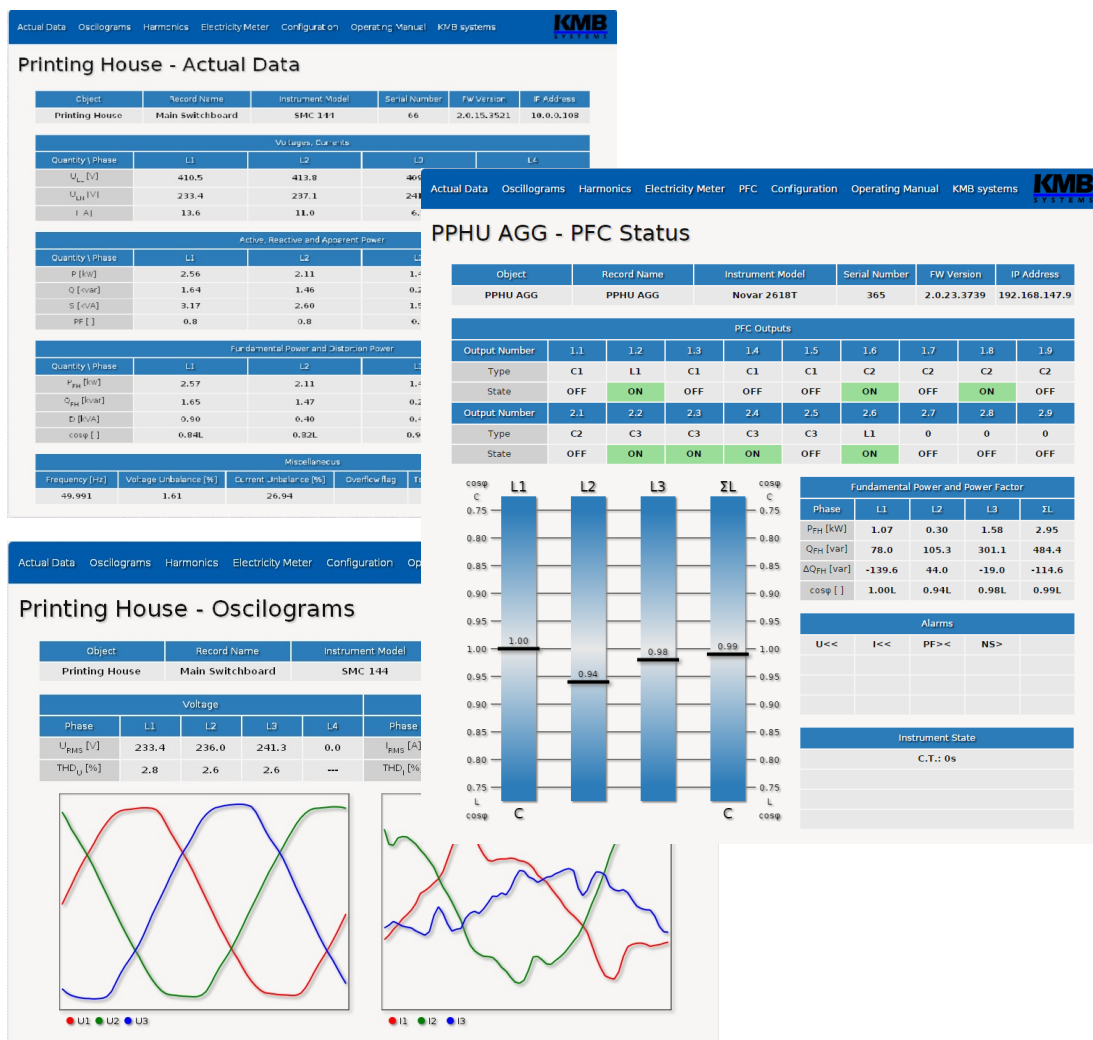 Actual Data Oscilograms Harmonics Electricity Meter Configuration Operating Manual KMB systems KMB SYSTEMS
Printing House - Actual Data
Object Record Name Instrument Model Serial Number FW Version IP Address
Printing House Main Switchboard SMC 144 66 2.0.15.3521 10.0.0.108
Voltages, Currents
Quantity \ Phase L1 L2 L3 L4
U [V] 410.5 413.8
U_LH [V] 233.4 237.1
I [A] 13.6 11.0
Active, Reactive and Apparent Power
Quantity \ Phase L1 L2
P [kW] 2.56 2.11
Q [kvar] 1.64 1.46
S [kVA] 3.17 2.60
PF [ ] 0.8 0.8
Fundamental Power and Distortion Power
Quantity \ Phase L1 L2
P_FH [kW] 2.57 2.11
Q_FH [kvar] 1.65 1.47
D [kVA] 0.90 0.40
cosφ [ ] 0.84L 0.82L
Miscellaneous
Frequency [Hz] Voltage Unbalance [%] Current Unbalance [%] Overflow flag
49.991 1.61 26.94
Actual Data Oscillograms Harmonics Electricity Meter PFC Configuration Operating Manual KMB systems KMB SYSTEMS
PPHU AGG - PFC Status
Object Record Name Instrument Model Serial Number FW Version IP Address
PPHU AGG PPHU AGG Novar 2618T 365 2.0.23.3739 192.168.147.9
PFC Outputs
Output Number 1.1 1.2 1.3 1.4 1.5 1.6 1.7 1.8 1.9
Type C1 L1 C1 C1 C1 C2 C2 C2 C2
State OFF ON OFF OFF OFF ON OFF ON OFF
Output Number 2.1 2.2 2.3 2.4 2.5 2.6 2.7 2.8 2.9
Type C2 C3 C3 C3 C3 L1 0 0 0
State OFF ON ON ON OFF ON OFF OFF OFF
cosφ L1 L2 L3 ΣL cosφ
C C
0.75 0.75
0.80 0.80
0.85 0.85
0.90 0.90
0.95 0.95
1.00 1.00 0.98 0.99 1.00
0.95 0.94 0.95
0.90 0.90
0.85 0.85
0.80 0.80
0.75 0.75
L C C L
cosφ cosφ
Fundamental Power and Power Factor
Phase L1 L2 L3 ΣL
P_FH [kW] 1.07 0.30 1.58 2.95
Q_FH [var] 78.0 105.3 301.1 484.4
ΔQ_FH [var] -139.6 44.0 -19.0 -114.6
cosφ [ ] 1.00L 0.94L 0.98L 0.99L
Alarms
U<< I<< PF>< NS>
Instrument State
C.T.: 0s
Actual Data Oscilograms Harmonics Electricity Meter Configuration
Printing House - Oscilograms
Object Record Name Instrument Model
Printing House Main Switchboard SMC 144
Voltage
Phase L1 L2 L3 L4 Phase
U_RMS [V] 233.4 236.0 241.3 0.0 I_RMS [A]
THD_U [%] 2.8 2.6 2.6 --- THD_I [%
U1 U2 U3
I1 I2 I3